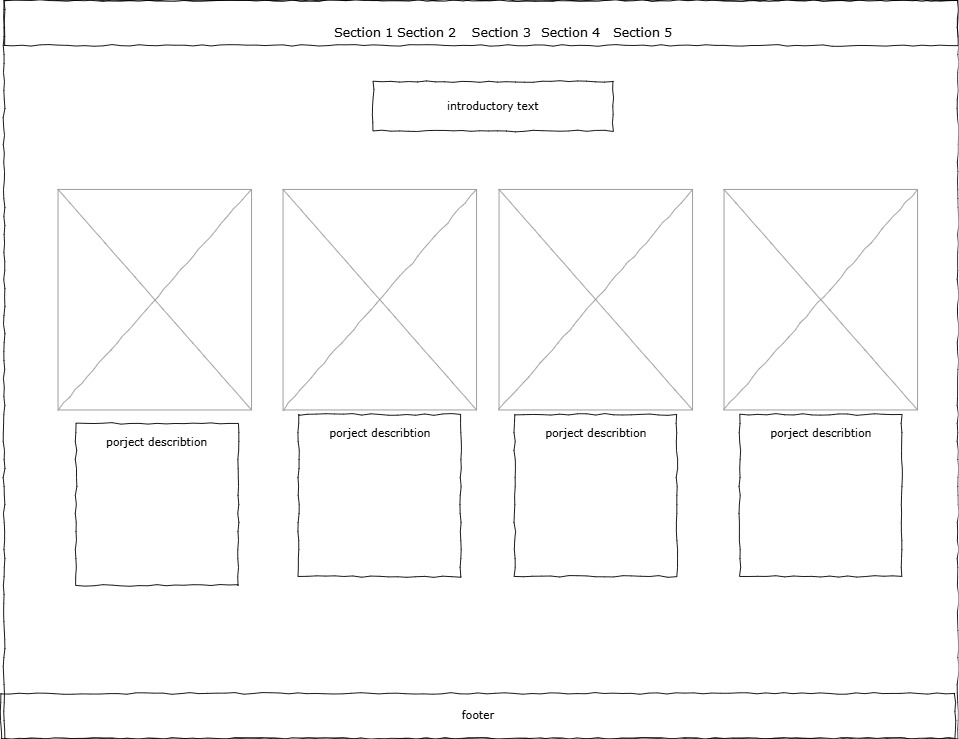 Section 1 Section 2 Section 3 Section 4 Section 5
introductory text
porject describtion
porject describtion
porject describtion
porject describtion
footer